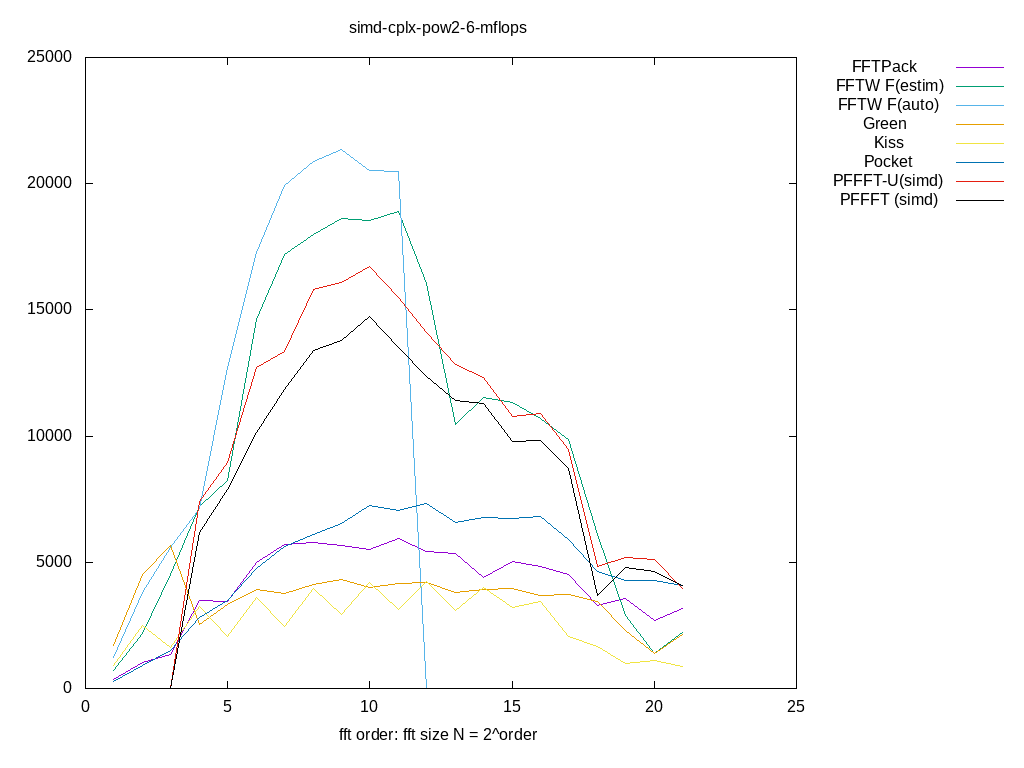 simd-cplx-pow2-6-mflops
25000
20000
15000
10000
5000
0
0 5 10 15 20 25
fft order: fft size N = 2^order
FFTPack
FFTW F(estim)
FFTW F(auto)
Green
Kiss
Pocket
PFFFT-U(simd)
PFFFT (simd)